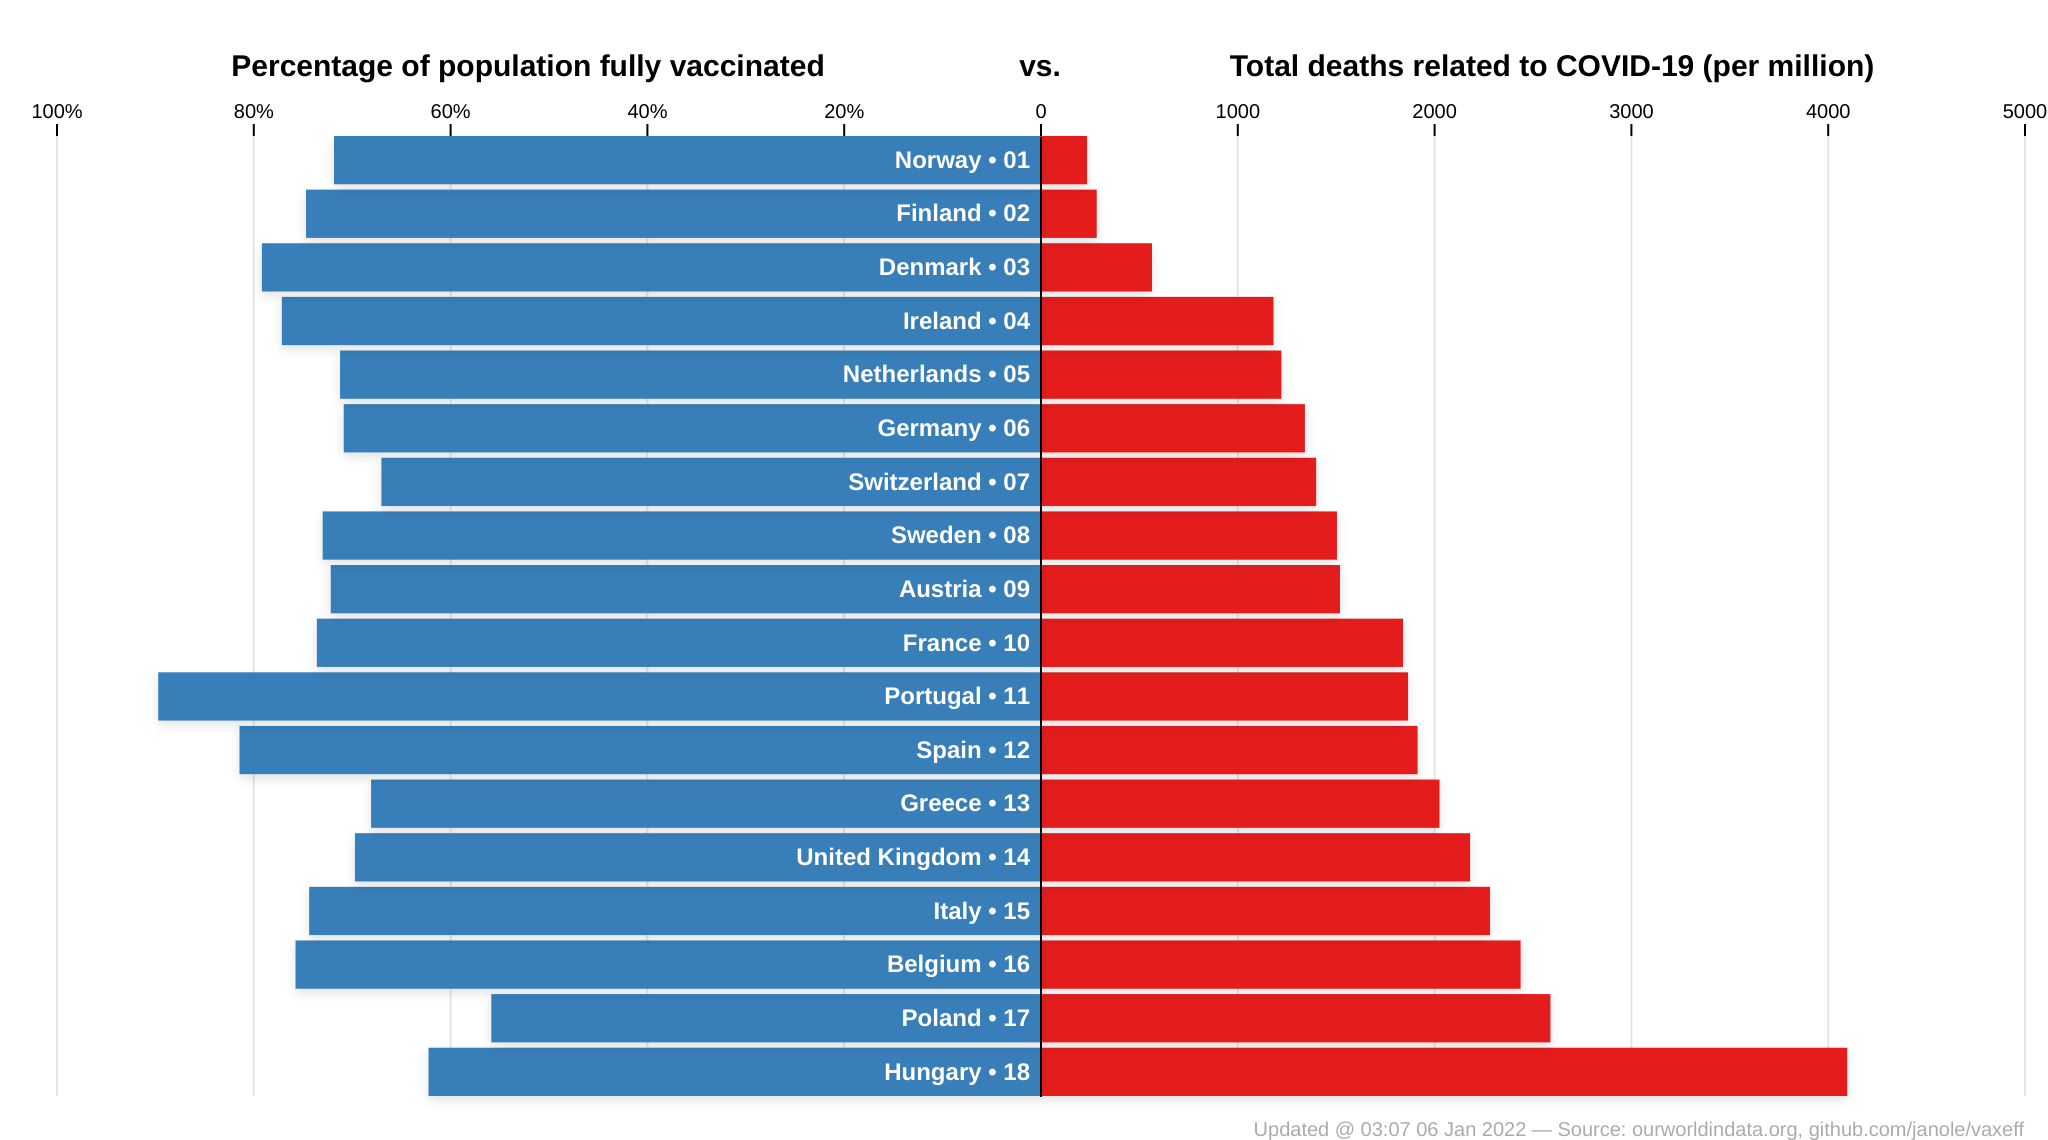 Percentage of population fully vaccinated vs. Total deaths related to COVID-19 (per million)
100% 80% 60% 40% 20% 0 1000 2000 3000 4000 5000
Norway • 01
Finland • 02
Denmark • 03
Ireland • 04
Netherlands • 05
Germany • 06
Switzerland • 07
Sweden • 08
Austria • 09
France • 10
Portugal • 11
Spain • 12
Greece • 13
United Kingdom • 14
Italy • 15
Belgium • 16
Poland • 17
Hungary • 18
Updated @ 03:07 06 Jan 2022 — Source: ourworldindata.org, github.com/janole/vaxeff